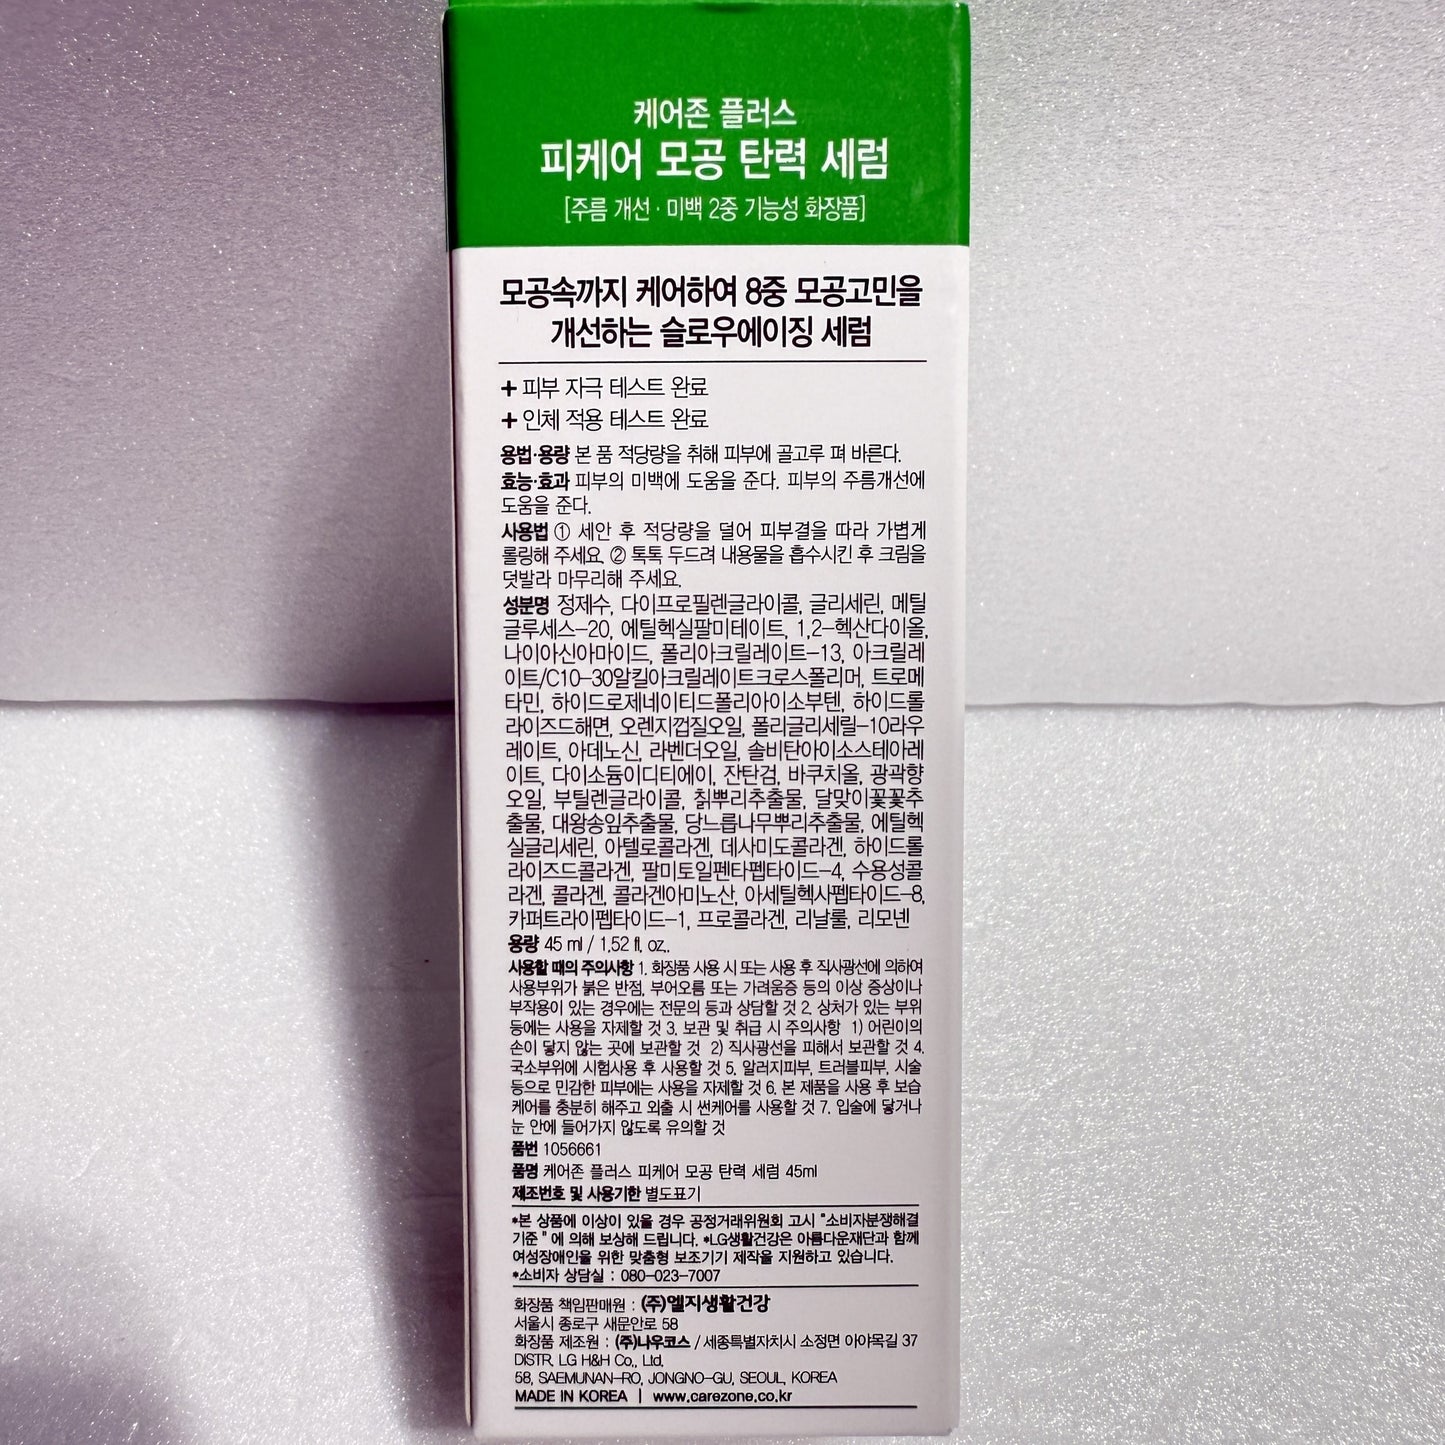 케어존 플러스
피케어 모공 탄력 세럼
[주름 개선 · 미백 2중 기능성 화장품]
모공속까지 케어하여 8중 모공고민을
개선하는 슬로우에이징 세럼
+ 피부 자극 테스트 완료
+ 인체 적용 테스트 완료
용법·용량 본 품 적당량을 취해 피부에 골고루 펴 바른다.
효능·효과 피부의 미백에 도움을 준다. 피부의 주름개선에
도움을 준다.
사용법 ① 세안 후 적당량을 덜어 피부결을 따라 가볍게
롤링해 주세요. ② 톡톡 두드려 내용물을 흡수시킨 후 크림을
덧발라 마무리해 주세요.
성분명 정제수, 다이프로필렌글라이콜, 글리세린, 메틸
글루세스-20, 에틸헥실팔미테이트, 1,2-헥산다이올,
나이아신아마이드, 폴리아크릴레이트-13, 아크릴레
이트/C10-30알킬아크릴레이트크로스폴리머, 트로메
타민, 하이드로제네이티드폴리아이소부텐, 하이드롤
라이즈드해면, 오렌지껍질오일, 폴리글리세릴-10라우
레이트, 아데노신, 라벤더오일, 솔비탄아이소스테아레
이트, 다이소듐이디티에이, 잔탄검, 바쿠치올, 광곽향
오일, 부틸렌글라이콜, 칡뿌리추출물, 달맞이꽃꽃추
출물, 대왕송잎추출물, 당느릅나무뿌리추출물, 에틸헥
실글리세린, 아텔로콜라겐, 데사미도콜라겐, 하이드롤
라이즈드콜라겐, 팔미토일펜타펩타이드-4, 수용성콜
라겐, 콜라겐, 콜라겐아미노산, 아세틸헥사펩타이드-8,
카퍼트라이펩타이드-1, 프로콜라겐, 리날룰, 리모넨
용량 45 ml / 1.52 fl. oz..
사용할 때의 주의사항 1. 화장품 사용 시 또는 사용 후 직사광선에 의하여
사용부위가 붉은 반점, 부어오름 또는 가려움증 등의 이상 증상이나
부작용이 있는 경우에는 전문의 등과 상담할 것 2. 상처가 있는 부위
등에는 사용을 자제할 것 3. 보관 및 취급 시 주의사항 1) 어린이의
손이 닿지 않는 곳에 보관할 것 2) 직사광선을 피해서 보관할 것 4.
국소부위에 시험사용 후 사용할 것 5. 알러지피부, 트러블피부, 시술
등으로 민감한 피부에는 사용을 자제할 것 6. 본 제품을 사용 후 보습
케어를 충분히 해주고 외출 시 썬케어를 사용할 것 7. 입술에 닿거나
눈 안에 들어가지 않도록 유의할 것
품번 1056661
품명 케어존 플러스 피케어 모공 탄력 세럼 45ml
제조번호 및 사용기한 별도표기
*본 상품에 이상이 있을 경우 공정거래위원회 고시 "소비자분쟁해결
기준 " 에 의해 보상해 드립니다. *LG생활건강은 아름다운재단과 함께
여성장애인을 위한 맞춤형 보조기기 제작을 지원하고 있습니다.
*소비자 상담실 : 080-023-7007
화장품 책임판매원 : (주)엘지생활건강
서울시 종로구 새문안로 58
화장품 제조원 : (주)나우코스 / 세종특별자치시 소정면 아야목길 37
DISTR. LG H&H Co., Ltd.
58, SAEMUNAN-RO, JONGNO-GU, SEOUL, KOREA
MADE IN KOREA | www.carezone.co.kr